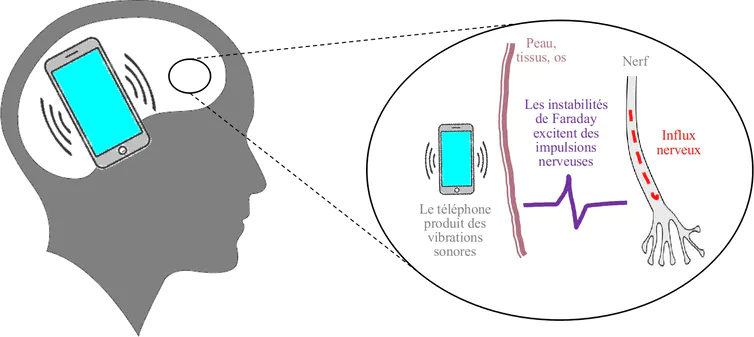 Peau,
tissus, os
Nerf
Les instabilités
de Faraday
excitent des
impulsions
nerveuses
Influx
nerveux
Le téléphone
produit des
vibrations
sonores